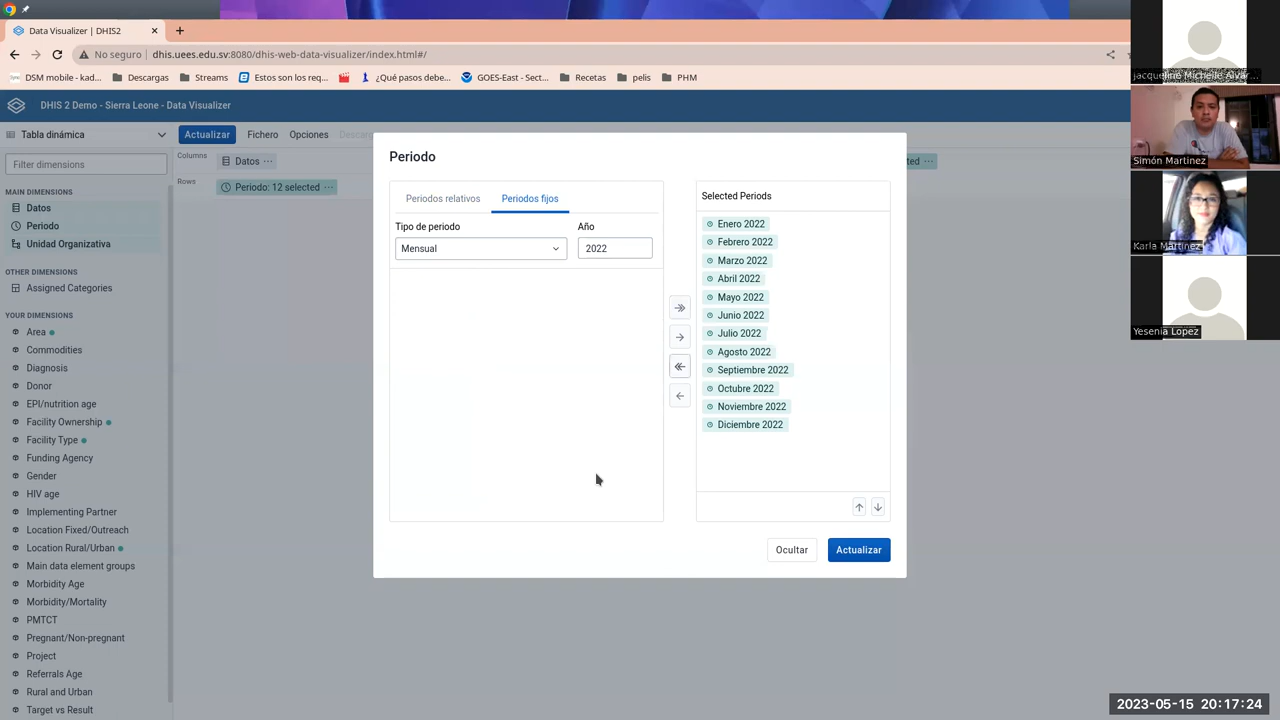 Data Visualizer | DHIS2
No seguro | dhis.uees.edu.sv:8080/dhis-web-data-visualizer/index.html#/
DSM mobile - kad...
Descargas
Streams
Estos son los req...
¿Qué pasos debe...
GOES-East - Sect...
Recetas
pelis
PHM
DHIS 2 Demo - Sierra Leone - Data Visualizer
Tabla dinámica
Actualizar
Fichero
Opciones
Descarg
Filter dimensions
MAIN DIMENSIONS
Datos
Periodo
Unidad Organizativa
OTHER DIMENSIONS
Assigned Categories
YOUR DIMENSIONS
Area
Commodities
Diagnosis
Donor
EPI/nutrition age
Facility Ownership
Facility Type
Funding Agency
Gender
HIV age
Implementing Partner
Location Fixed/Outreach
Location Rural/Urban
Main data element groups
Morbidity Age
Morbidity/Mortality
PMTCT
Pregnant/Non-pregnant
Project
Referrals Age
Rural and Urban
Target vs Result
Columns
Datos
ted
Rows
Periodo: 12 selected
Periodo
Periodos relativos
Periodos fijos
Tipo de periodo
Año
Mensual
2022
Selected Periods
Enero 2022
Febrero 2022
Marzo 2022
Abril 2022
Mayo 2022
Junio 2022
Julio 2022
Agosto 2022
Septiembre 2022
Octubre 2022
Noviembre 2022
Diciembre 2022
Ocultar
Actualizar
jacqueline Michelle Alvar...
Simón Martinez
Karla Martinez
Yesenia Lopez
2023-05-15 20:17:24